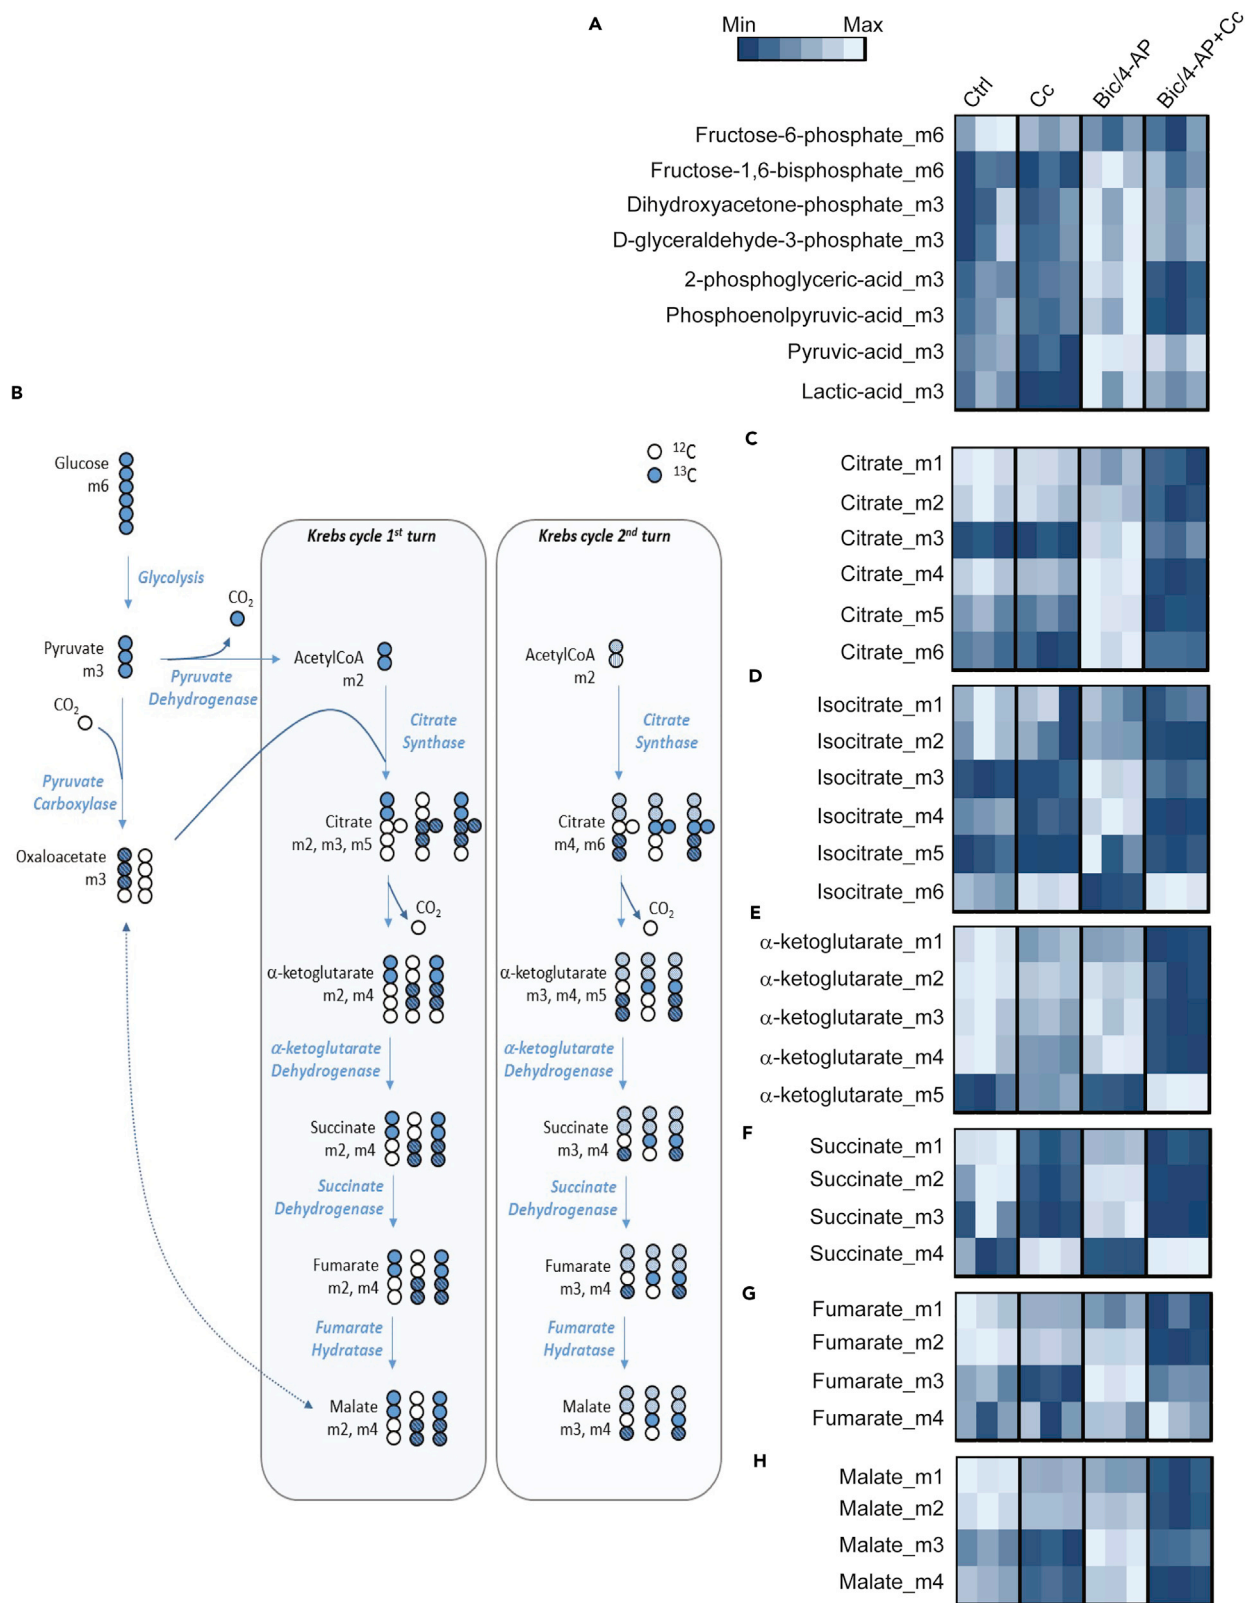 A
Min Max
Ctrl
Cc
Bic/4-AP
Bic/4-AP+Cc
Fructose-6-phosphate_m6
Fructose-1,6-bisphosphate_m6
Dihydroxyacetone-phosphate_m3
D-glyceraldehyde-3-phosphate_m3
2-phosphoglyceric-acid_m3
Phosphoenolpyruvic-acid_m3
Pyruvic-acid_m3
Lactic-acid_m3
B
¹²C
¹³C
Glucose
m6
Glycolysis
CO₂
Pyruvate
m3
Pyruvate
Dehydrogenase
CO₂
Pyruvate
Carboxylase
Oxaloacetate
m3
Krebs cycle 1ˢᵗ turn
AcetylCoA
m2
Citrate
Synthase
Citrate
m2, m3, m5
CO₂
α-ketoglutarate
m2, m4
α-ketoglutarate
Dehydrogenase
Succinate
m2, m4
Succinate
Dehydrogenase
Fumarate
m2, m4
Fumarate
Hydratase
Malate
m2, m4
Krebs cycle 2ⁿᵈ turn
AcetylCoA
m2
Citrate
Synthase
Citrate
m4, m6
CO₂
α-ketoglutarate
m3, m4, m5
α-ketoglutarate
Dehydrogenase
Succinate
m3, m4
Succinate
Dehydrogenase
Fumarate
m3, m4
Fumarate
Hydratase
Malate
m3, m4
C
Citrate_m1
Citrate_m2
Citrate_m3
Citrate_m4
Citrate_m5
Citrate_m6
D
Isocitrate_m1
Isocitrate_m2
Isocitrate_m3
Isocitrate_m4
Isocitrate_m5
Isocitrate_m6
E
α-ketoglutarate_m1
α-ketoglutarate_m2
α-ketoglutarate_m3
α-ketoglutarate_m4
α-ketoglutarate_m5
F
Succinate_m1
Succinate_m2
Succinate_m3
Succinate_m4
G
Fumarate_m1
Fumarate_m2
Fumarate_m3
Fumarate_m4
H
Malate_m1
Malate_m2
Malate_m3
Malate_m4